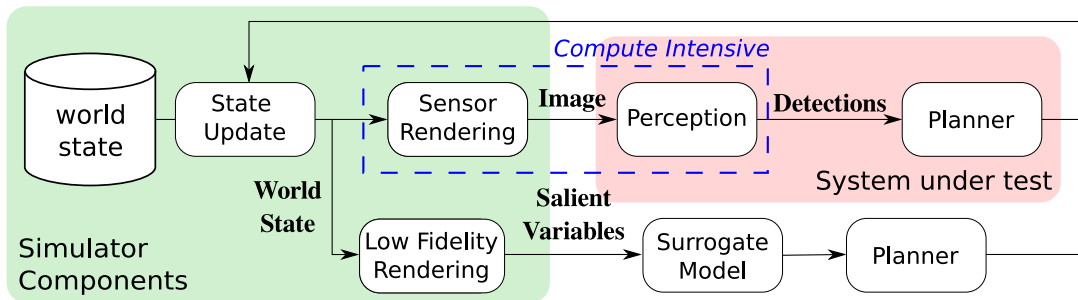 Compute Intensive
world
state
State
Update
Sensor
Rendering
Image
Perception
Detections
Planner
System under test
World
State
Salient
Variables
Low Fidelity
Rendering
Surrogate
Model
Planner
Simulator
Components